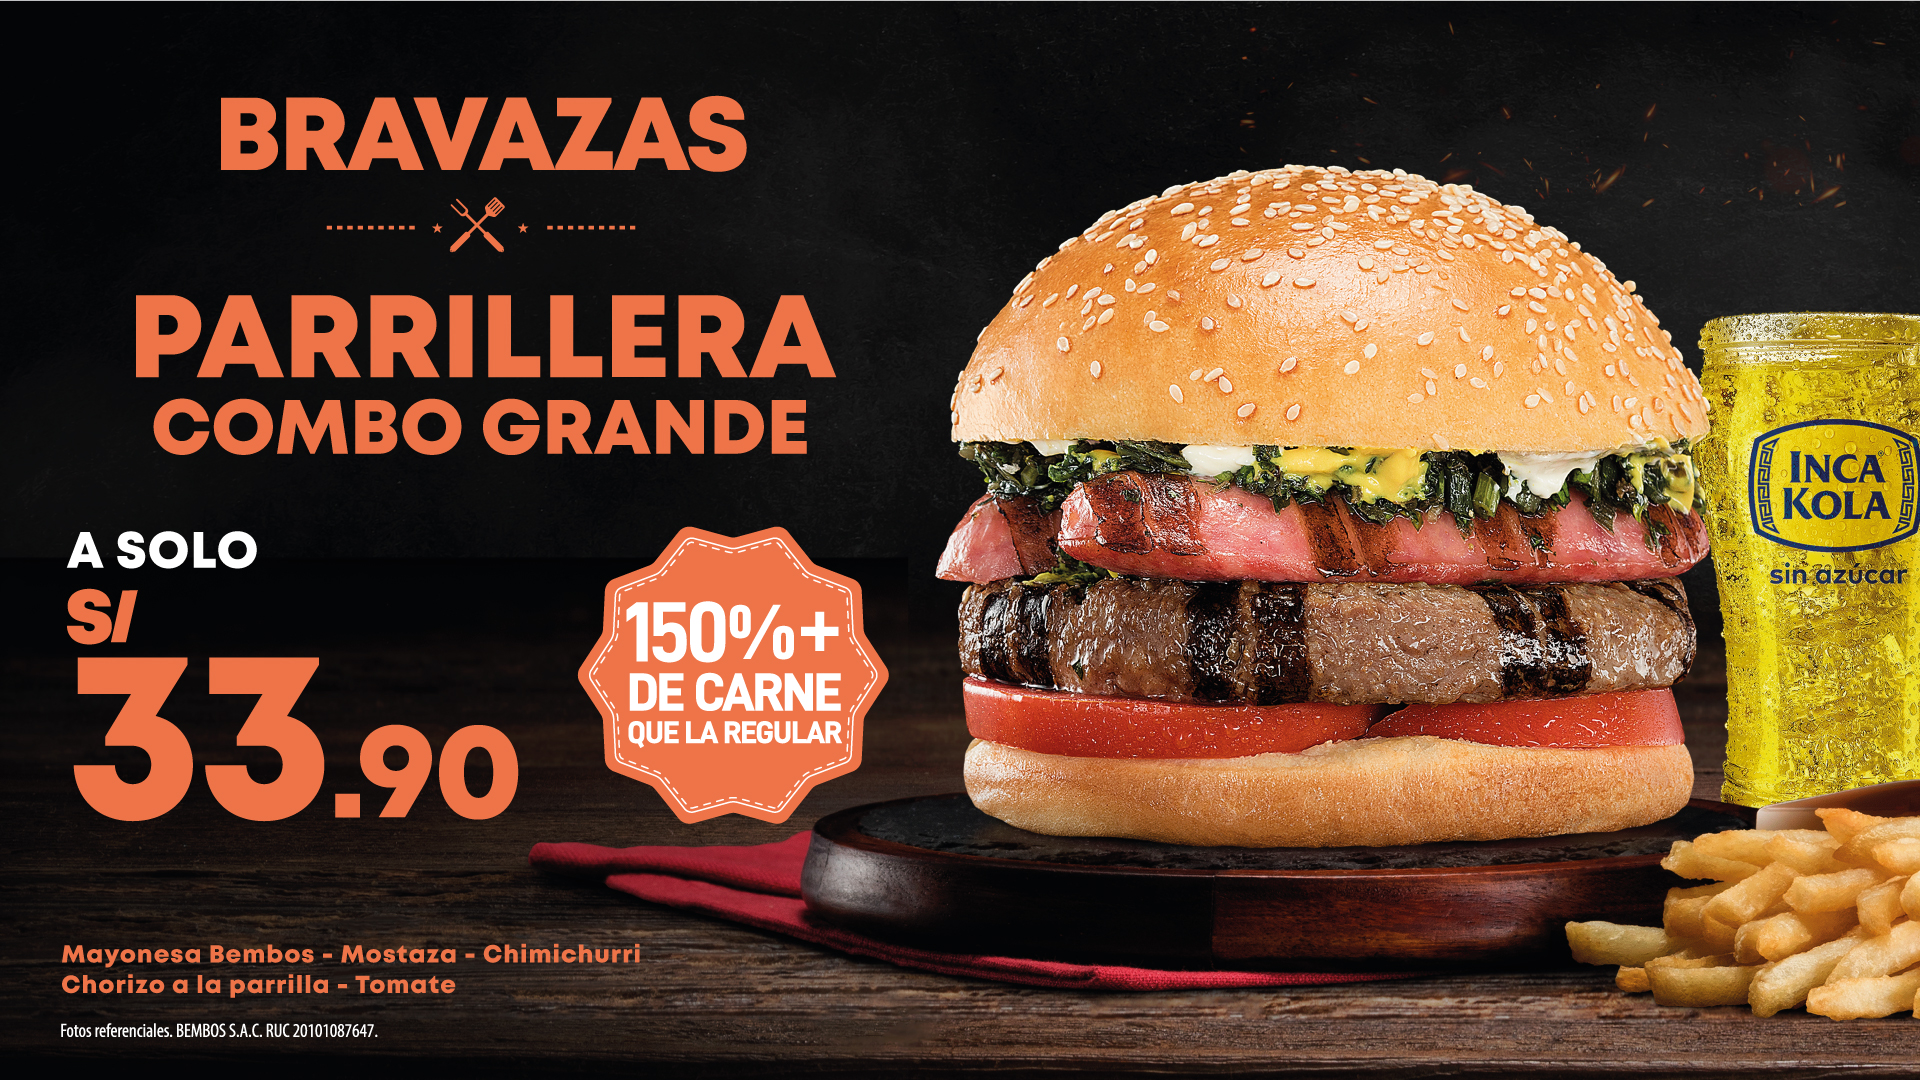 BRAVAZAS
PARRILLERA
COMBO GRANDE
A SOLO
S/
33.90
150%+
DE CARNE
QUE LA REGULAR
INCA
KOLA
sin azúcar
Mayonesa Bembos - Mostaza - Chimichurri
Chorizo a la parrilla - Tomate
Fotos referenciales. BEMBOS S.A.C. RUC 20101087647.